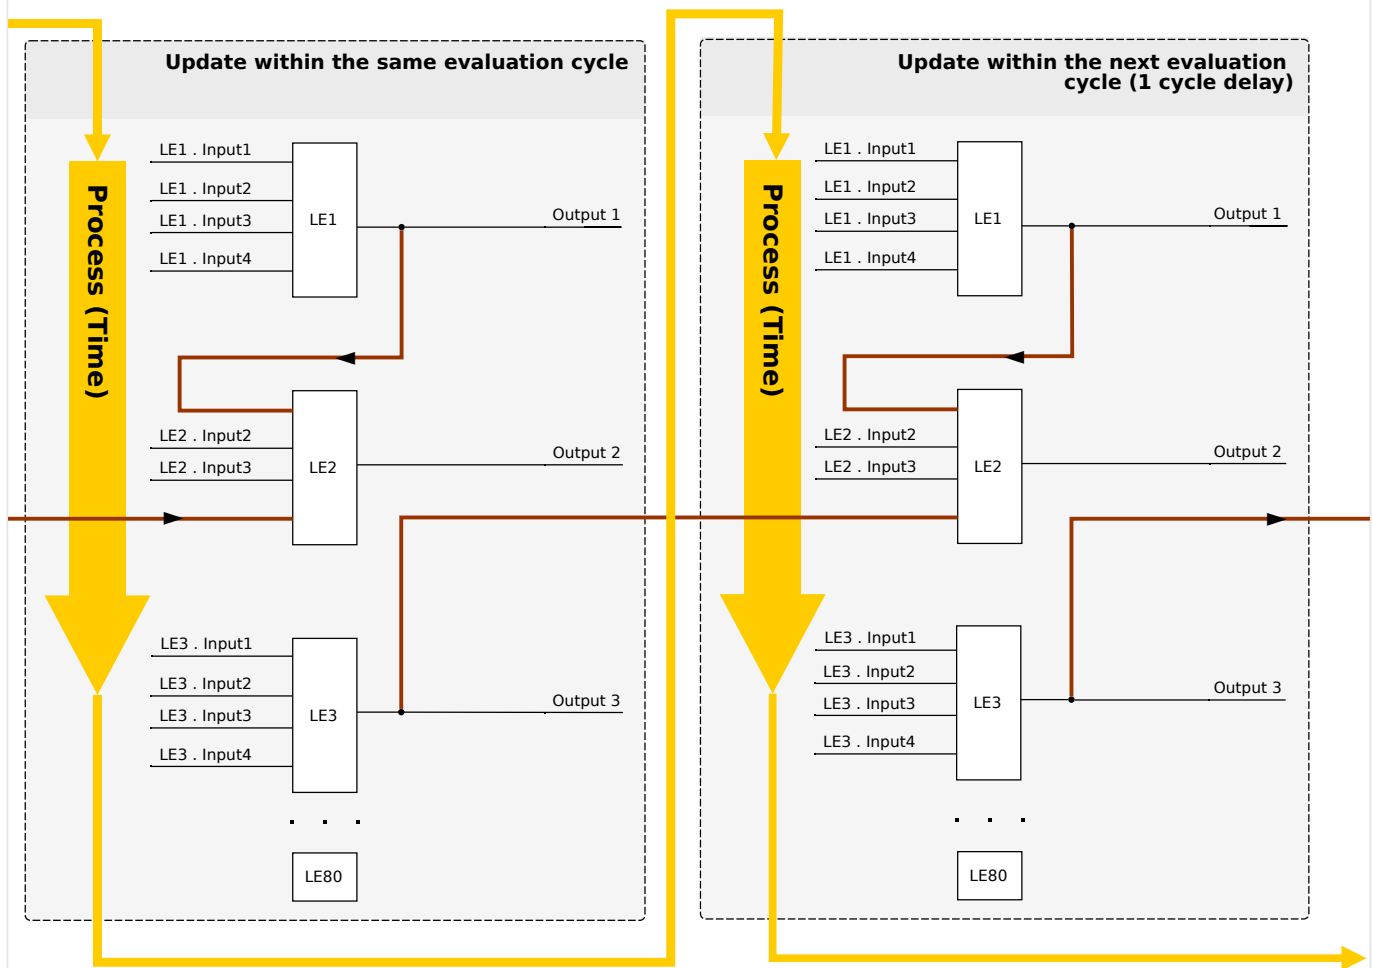 Update within the same evaluation cycle
Process (Time)
LE1 . Input1
LE1 . Input2
LE1 . Input3
LE1 . Input4
LE1
Output 1
LE2 . Input2
LE2 . Input3
LE2
Output 2
LE3 . Input1
LE3 . Input2
LE3 . Input3
LE3 . Input4
LE3
Output 3
. . .
LE80
Update within the next evaluation
cycle (1 cycle delay)
Process (Time)
LE1 . Input1
LE1 . Input2
LE1 . Input3
LE1 . Input4
LE1
Output 1
LE2 . Input2
LE2 . Input3
LE2
Output 2
LE3 . Input1
LE3 . Input2
LE3 . Input3
LE3 . Input4
LE3
Output 3
. . .
LE80